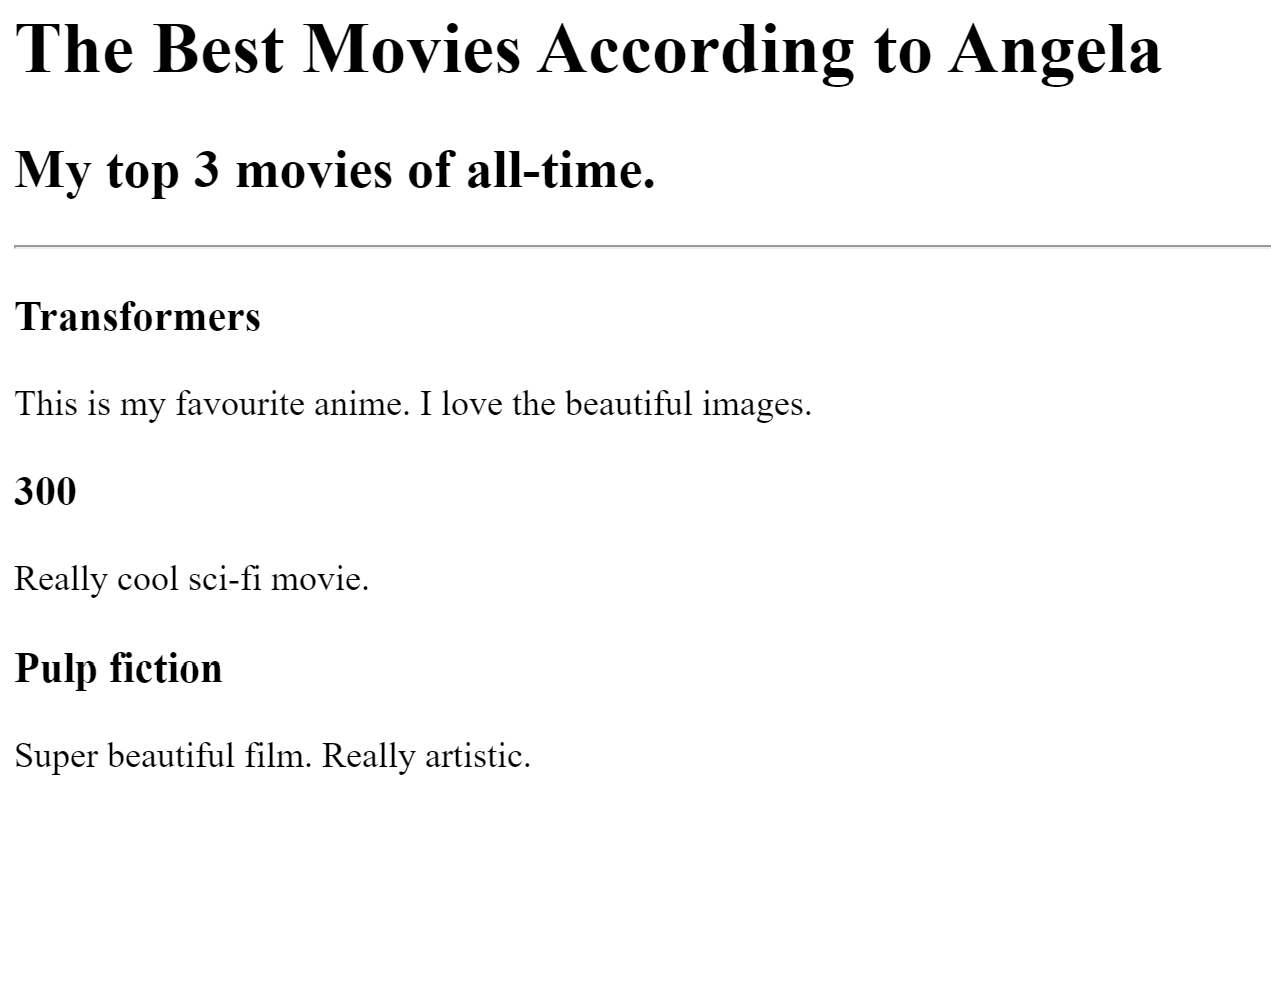 The Best Movies According to Angela
My top 3 movies of all-time.
Transformers
This is my favourite anime. I love the beautiful images.
300
Really cool sci-fi movie.
Pulp fiction
Super beautiful film. Really artistic.